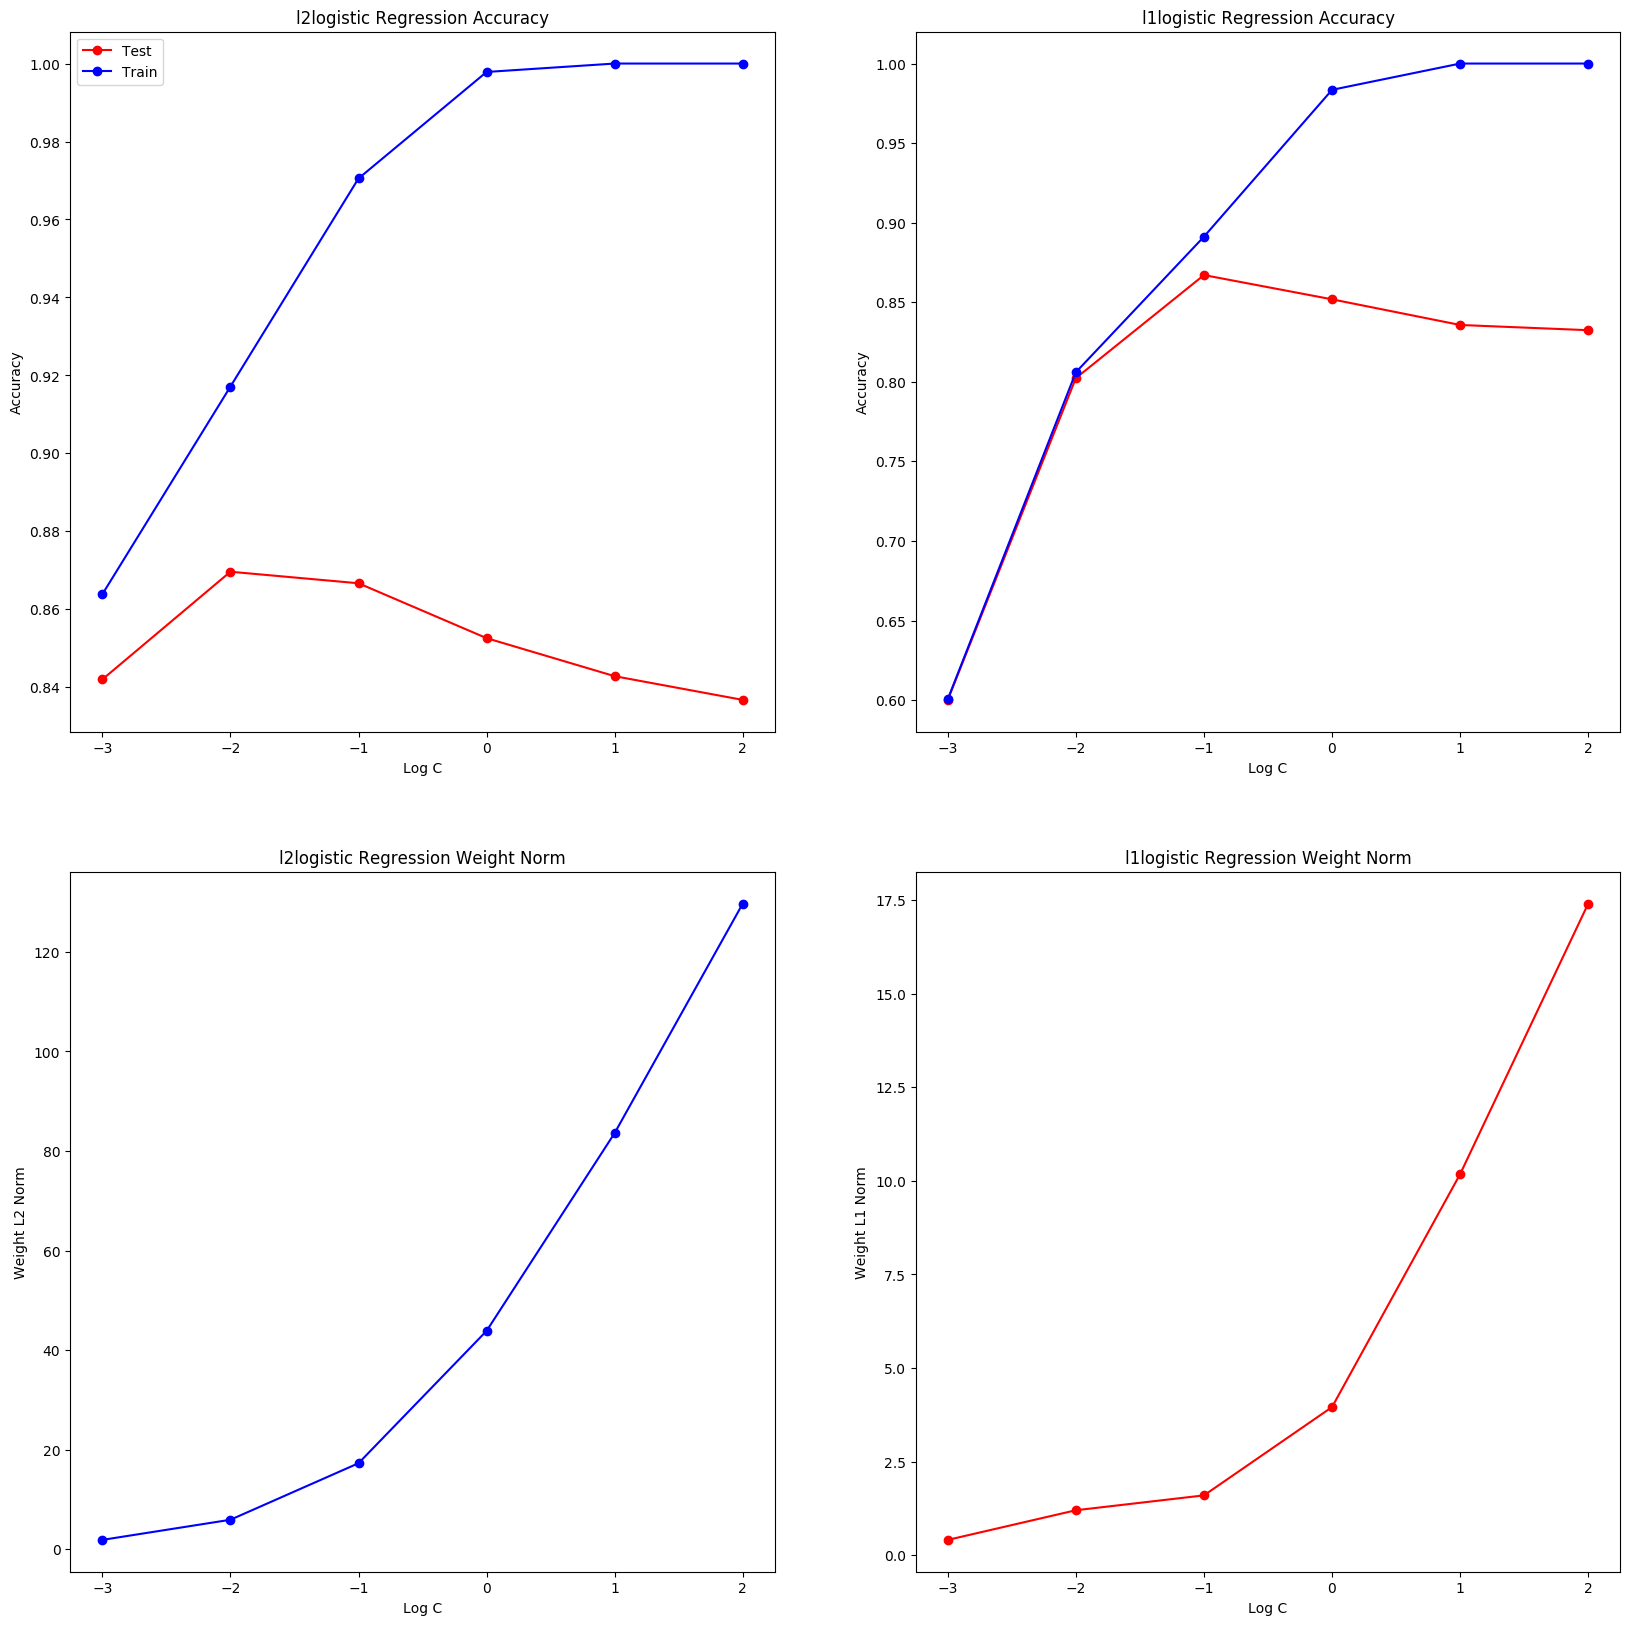 l2logistic Regression Accuracy
Test
Train
1.00
0.98
0.96
0.94
0.92
0.90
0.88
0.86
0.84
Accuracy
−3 −2 −1 0 1 2
Log C
l1logistic Regression Accuracy
1.00
0.95
0.90
0.85
0.80
0.75
0.70
0.65
0.60
Accuracy
−3 −2 −1 0 1 2
Log C
l2logistic Regression Weight Norm
120
100
80
60
40
20
0
Weight L2 Norm
−3 −2 −1 0 1 2
Log C
l1logistic Regression Weight Norm
17.5
15.0
12.5
10.0
7.5
5.0
2.5
0.0
Weight L1 Norm
−3 −2 −1 0 1 2
Log C